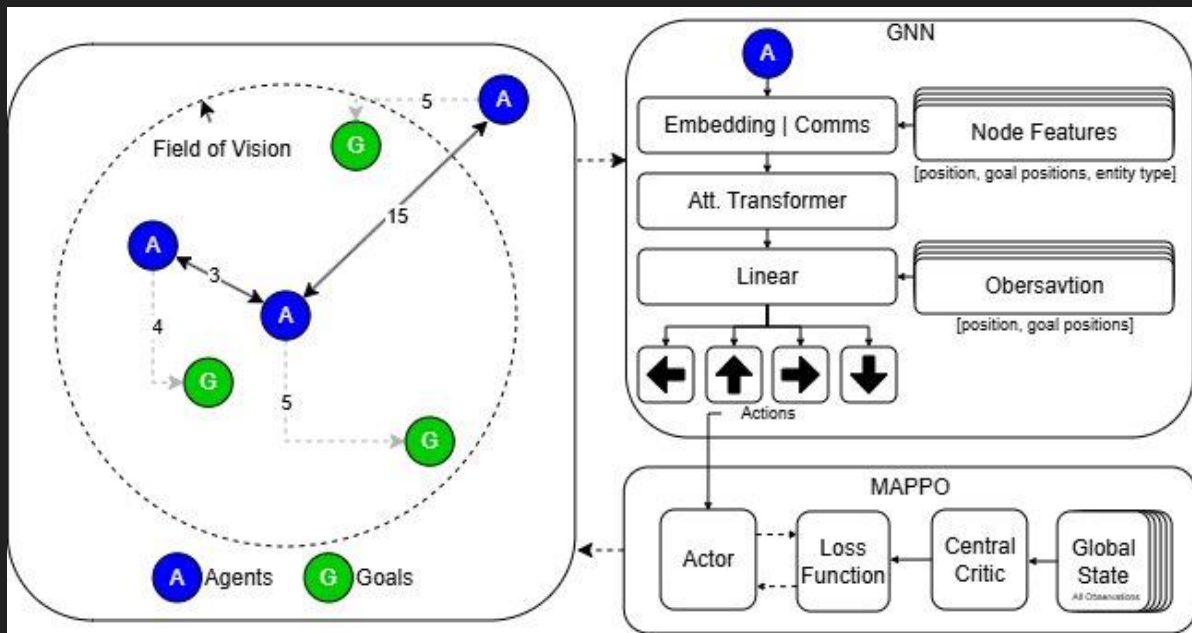 5
A
G
Field of Vision
15
A
3
A
4
G
5
G
A Agents
G Goals
GNN
A
Embedding | Comms
Node Features
[position, goal positions, entity type]
Att. Transformer
Linear
Obersavtion
[position, goal positions]
Actions
MAPPO
Actor
Loss
Function
Central
Critic
Global
State
All Observations